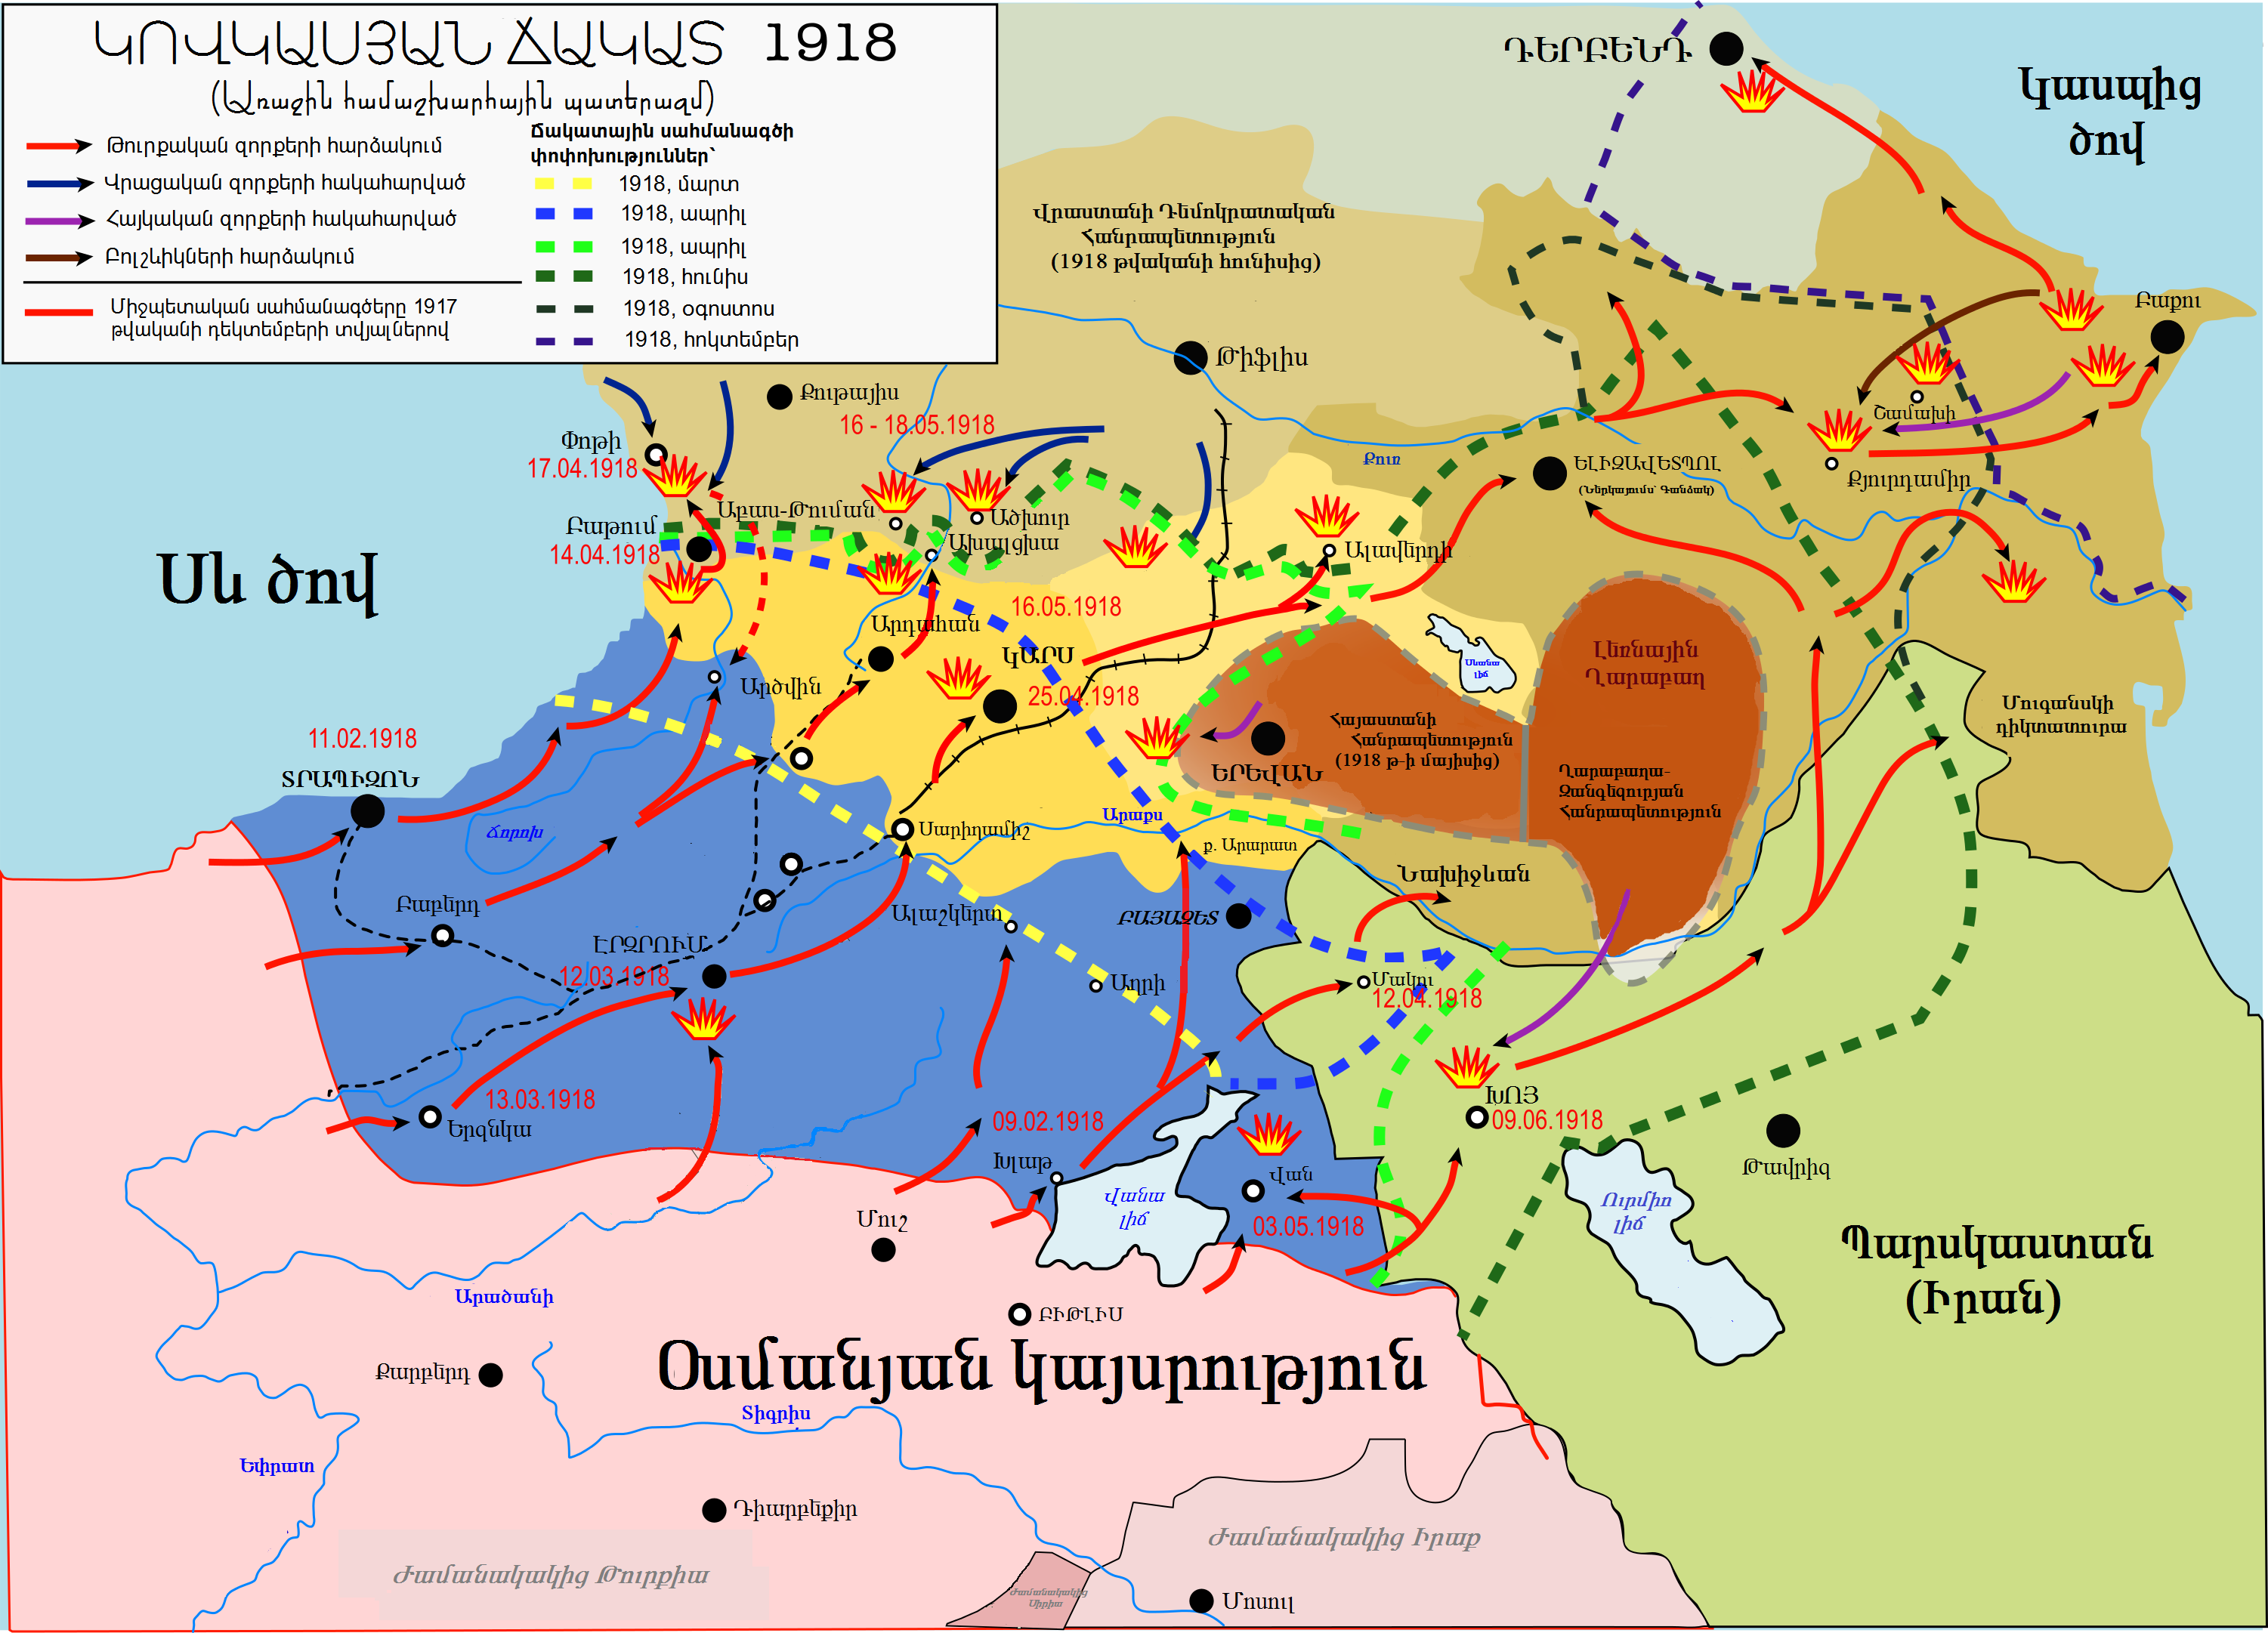 ԿՈՎԿԱՍՅԱՆ ՃԱԿԱՏ 1918
(Առաջին համաշխարհային պատերազմ)
Թուրքական զորքերի հարձակում
Վրացական զորքերի հակահարված
Հայկական զորքերի հակահարված
Բոլշևիկների հարձակում
Միջպետական սահմանագծերը 1917
թվականի դեկտեմբերի տվյալներով
Ճակատային սահմանագծի
փոփոխություններ՝
1918, մարտ
1918, ապրիլ
1918, ապրիլ
1918, հունիս
1918, օգոստոս
1918, հոկտեմբեր
ԴԵՐԲԵՆԴ
Կասպից
ծով
Վրաստանի Դեմոկրատական
Հանրապետություն
(1918 թվականի հունիսից)
Բաքու
Թիֆլիս
Քութայիս
16 - 18.05.1918
Շամախի
Փոթի
17.04.1918
Քուռ
ԵԼԻԶԱՎԵՏՊՈԼ
(Ներկայումս՝ Գանձակ)
Քյուրդամիր
Աբաս-Թուման
Ածխուր
Բաթում
14.04.1918
Ախալցխա
Ալավերդի
Սև ծով
16.05.1918
Արդահան
ԿԱՐՍ
25.04.1918
Սևանա
լիճ
Լեռնային
Ղարաբաղ
Արծվին
Մուգանսկի
դիկտատուրա
11.02.1918
ՏՐԱՊԻԶՈՆ
Հայաստանի
Հանրապետություն
(1918 թ-ի մայիսից)
ԵՐԵՎԱՆ
Ղարաբաղա-
Զանգեզուրյան
Հանրապետություն
Ճորոխ
Սարիղամիշ
Արաքս
ք. Արարատ
Նախիջևան
Բաբերդ
Ալաշկերտ
ԲԱՅԱԶԵՏ
ԷՐԶՐՈՒՄ
12.03.1918
Աղրի
Մակու
12.04.1918
13.03.1918
Երզնկա
09.02.1918
ԽՈՅ
09.06.1918
Խլաթ
Վան
Թավրիզ
Վանա
լիճ
03.05.1918
Ուրմիո
լիճ
Մուշ
Պարսկաստան
(Իրան)
Արածանի
ԲԻԹԼԻՍ
Օսմանյան կայսրություն
Քարբերդ
Տիգրիս
Եփրատ
Դիարբեքիր
Ժամանակակից Իրաք
Ժամանակակից Թուրքիա
Ժամանակակից
Սիրիա
Մոսուլ